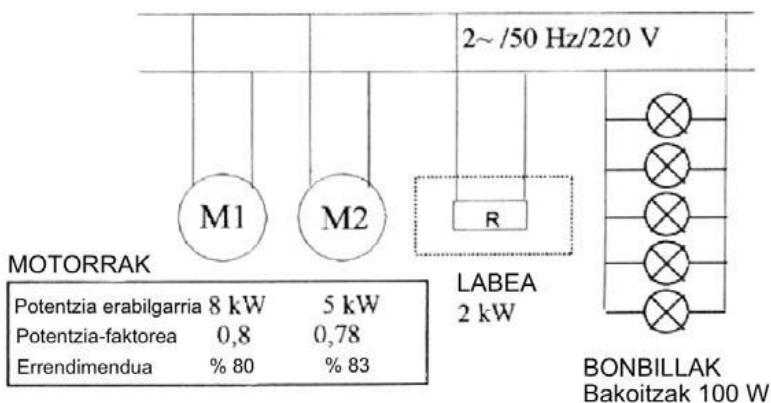 2~ /50 Hz/220 V
M1
M2
R
MOTORRAK
Potentzia erabilgarria 8 kW 5 kW
Potentzia-faktorea 0,8 0,78
Errendimendua % 80 % 83
LABEA
2 kW
BONBILLAK
Bakoitzak 100 W